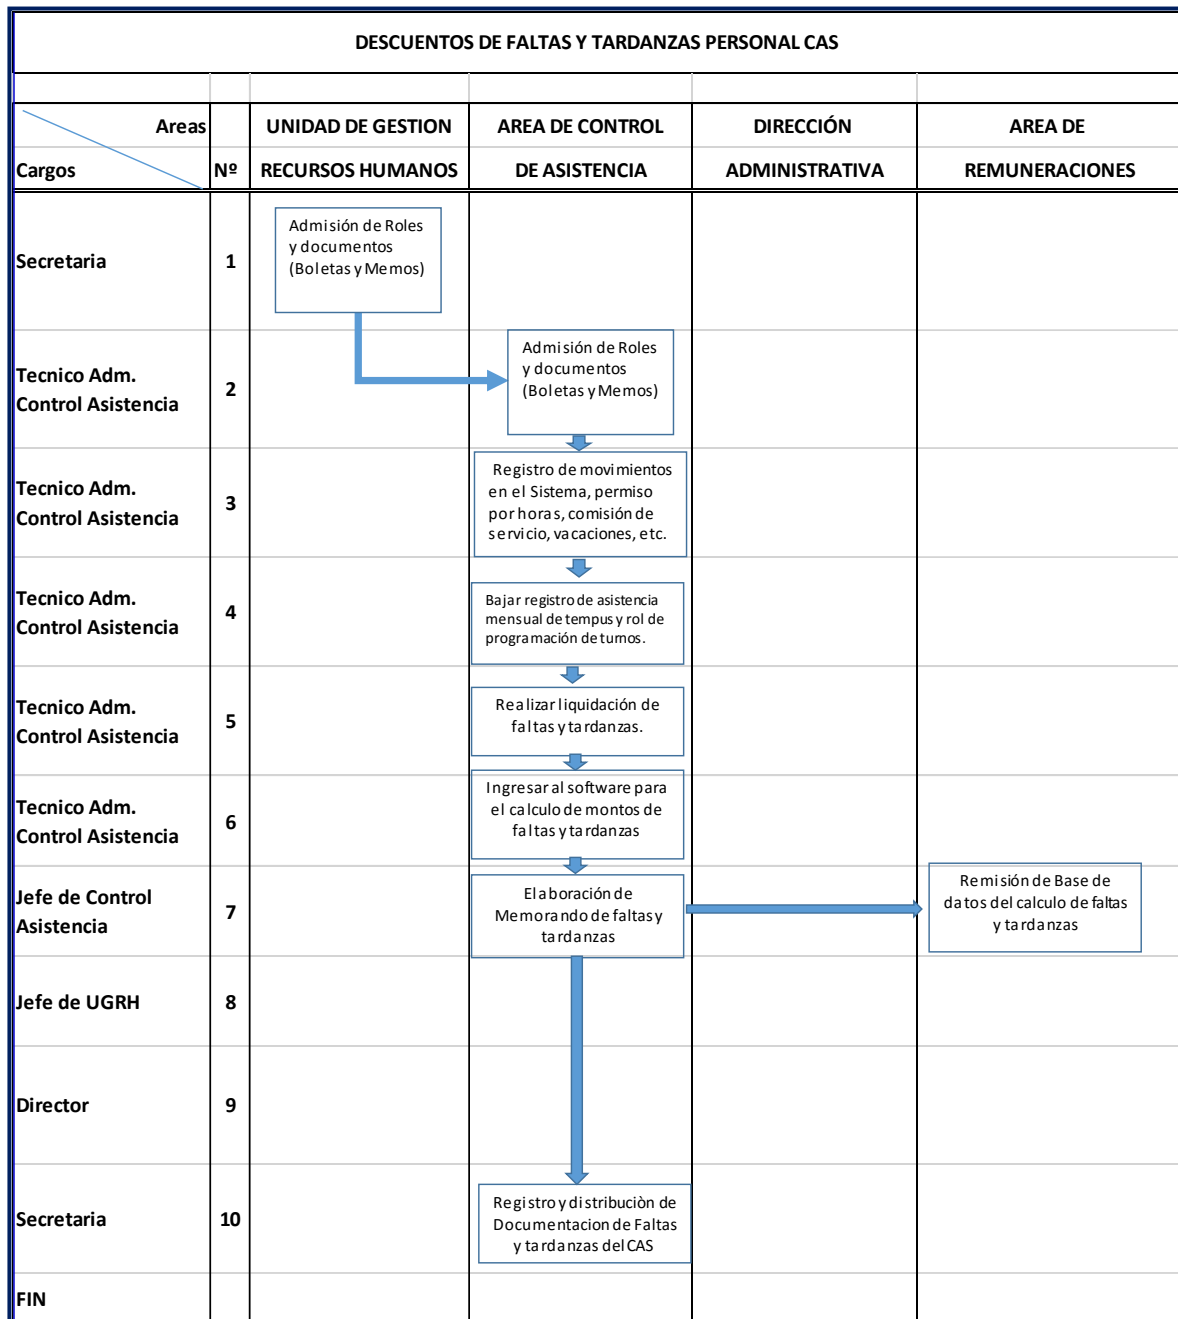 DESCUENTOS DE FALTAS Y TARDANZAS PERSONAL CAS
Areas
UNIDAD DE GESTION
AREA DE CONTROL
DIRECCIÓN
AREA DE
Cargos
Nº
RECURSOS HUMANOS
DE ASISTENCIA
ADMINISTRATIVA
REMUNERACIONES
Secretaria
1
Admisión de Roles
y documentos
(Boletas y Memos)
Tecnico Adm.
Control Asistencia
2
Admisión de Roles
y documentos
(Boletas y Memos)
Tecnico Adm.
Control Asistencia
3
Registro de movimientos
en el Sistema, permiso
por horas, comisión de
servicio, vacaciones, etc.
Tecnico Adm.
Control Asistencia
4
Bajar registro de asistencia
mensual de tempus y rol de
programación de turnos.
Tecnico Adm.
Control Asistencia
5
Realizar liquidación de
faltas y tardanzas.
Tecnico Adm.
Control Asistencia
6
Ingresar al software para
el calculo de montos de
faltas y tardanzas
Jefe de Control
Asistencia
7
Elaboración de
Memorando de faltas y
tardanzas
Remisión de Base de
datos del calculo de faltas
y tardanzas
Jefe de UGRH
8
Director
9
Secretaria
10
Registro y distribuciòn de
Documentacion de Faltas
y tardanzas del CAS
FIN